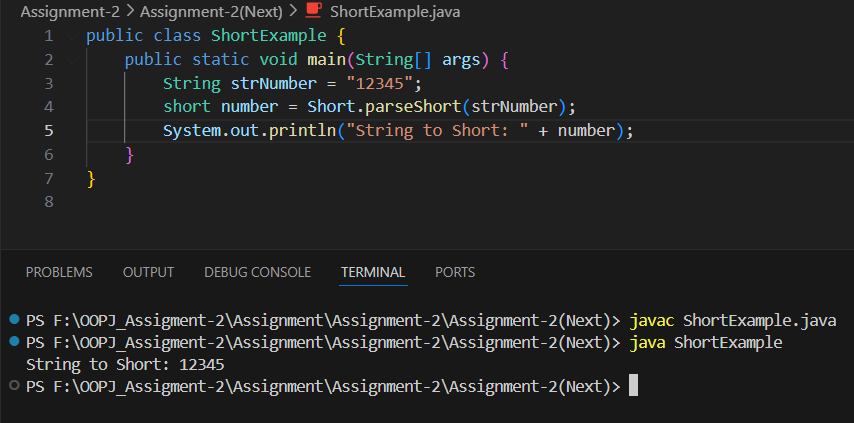 Assignment-2 > Assignment-2(Next) > ShortExample.java
1 public class ShortExample {
2 public static void main(String[] args) {
3 String strNumber = "12345";
4 short number = Short.parseShort(strNumber);
5 System.out.println("String to Short: " + number);
6 }
7 }
8
PROBLEMS OUTPUT DEBUG CONSOLE TERMINAL PORTS
PS F:\OOPJ_Assigment-2\Assignment\Assignment-2\Assignment-2(Next)> javac ShortExample.java
PS F:\OOPJ_Assigment-2\Assignment\Assignment-2\Assignment-2(Next)> java ShortExample
String to Short: 12345
PS F:\OOPJ_Assigment-2\Assignment\Assignment-2\Assignment-2(Next)>